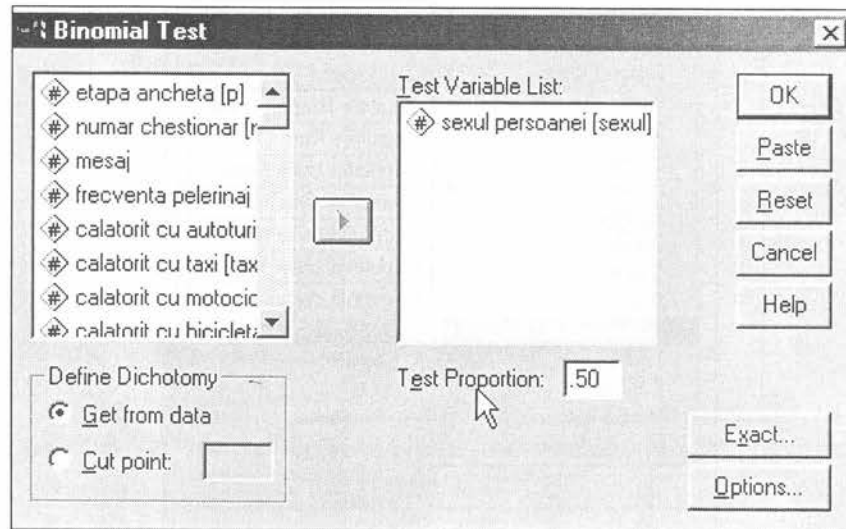 Binomial Test
etapa ancheta [p]
numar chestionar [r
mesaj
frecventa pelerinaj
calatorit cu autoturi
calatorit cu taxi [tax
calatorit cu motocic
calatorit cu bicicleta
Test Variable List:
sexul persoanei [sexul]
OK
Paste
Reset
Cancel
Help
Define Dichotomy
Get from data
Cut point:
Test Proportion: .50
Exact...
Options...